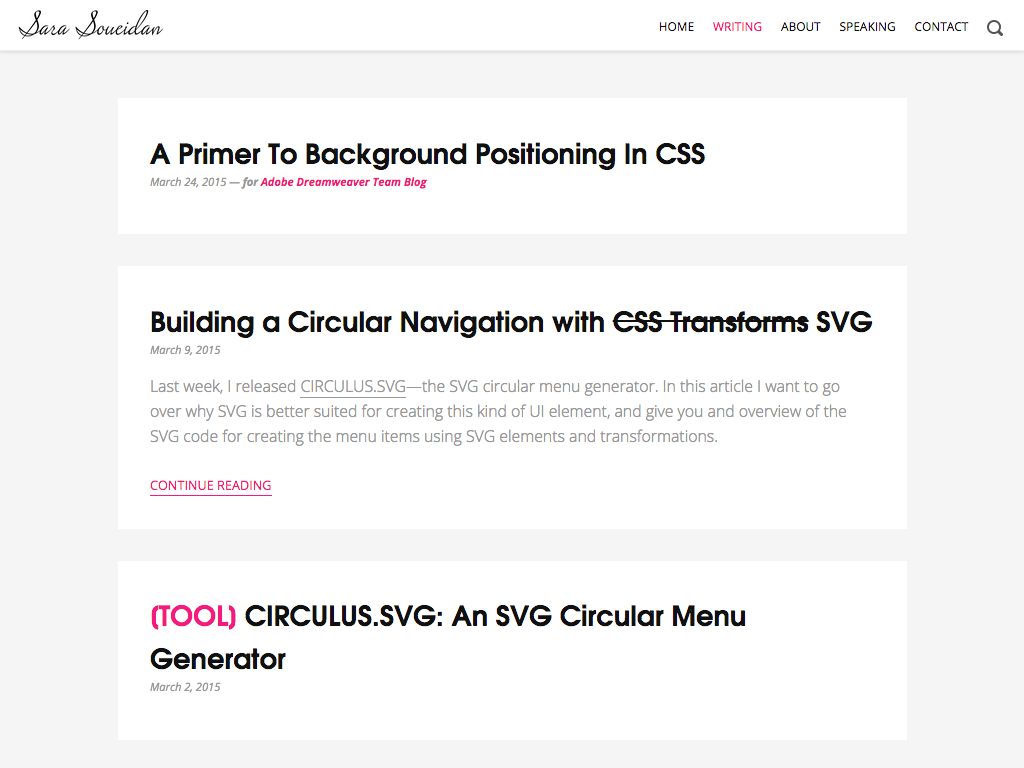 Sara Soueidan
HOME WRITING ABOUT SPEAKING CONTACT
A Primer To Background Positioning In CSS
March 24, 2015 — for Adobe Dreamweaver Team Blog
Building a Circular Navigation with CSS Transforms SVG
March 9, 2015
Last week, I released CIRCULUS.SVG—the SVG circular menu generator. In this article I want to go
over why SVG is better suited for creating this kind of UI element, and give you and overview of the
SVG code for creating the menu items using SVG elements and transformations.
CONTINUE READING
(TOOL) CIRCULUS.SVG: An SVG Circular Menu
Generator
March 2, 2015